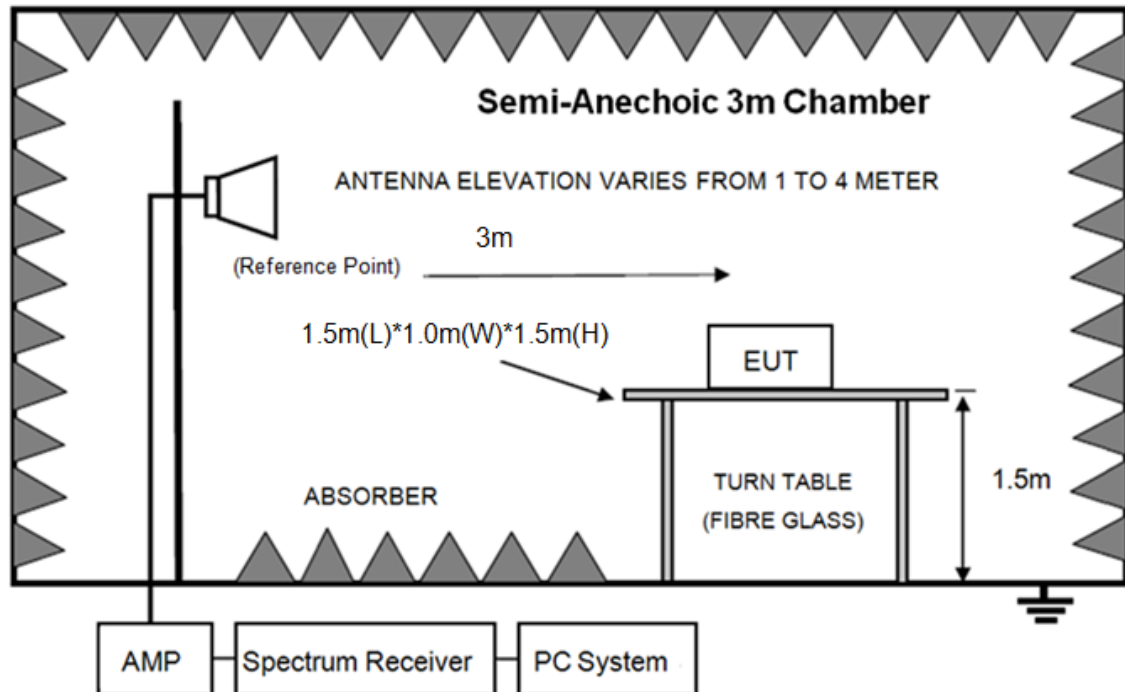 Semi-Anechoic 3m Chamber
ANTENNA ELEVATION VARIES FROM 1 TO 4 METER
3m
(Reference Point)
1.5m(L)*1.0m(W)*1.5m(H)
EUT
ABSORBER
TURN TABLE
(FIBRE GLASS)
1.5m
AMP
Spectrum Receiver
PC System